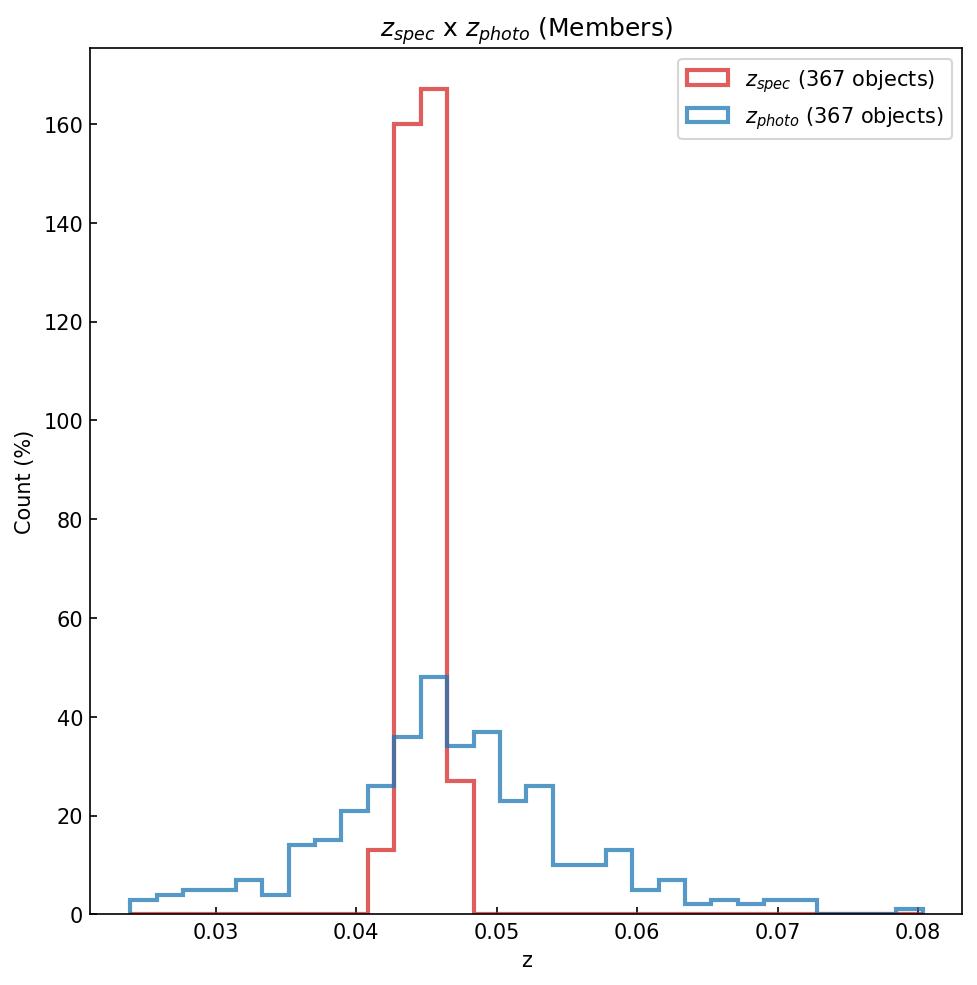 z_spec x z_photo (Members)
z_spec (367 objects)
z_photo (367 objects)
Count (%)
160
140
120
100
80
60
40
20
0
0.03 0.04 0.05 0.06 0.07 0.08
z